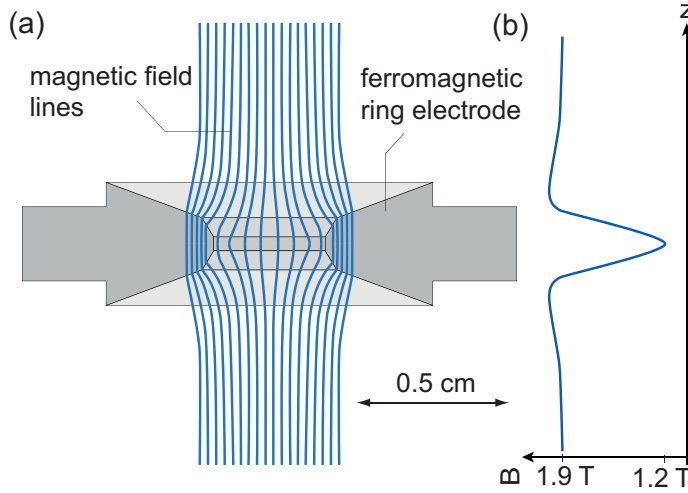 (a)
magnetic field
lines
ferromagnetic
ring electrode
0.5 cm
(b)
z
B
1.9 T
1.2 T